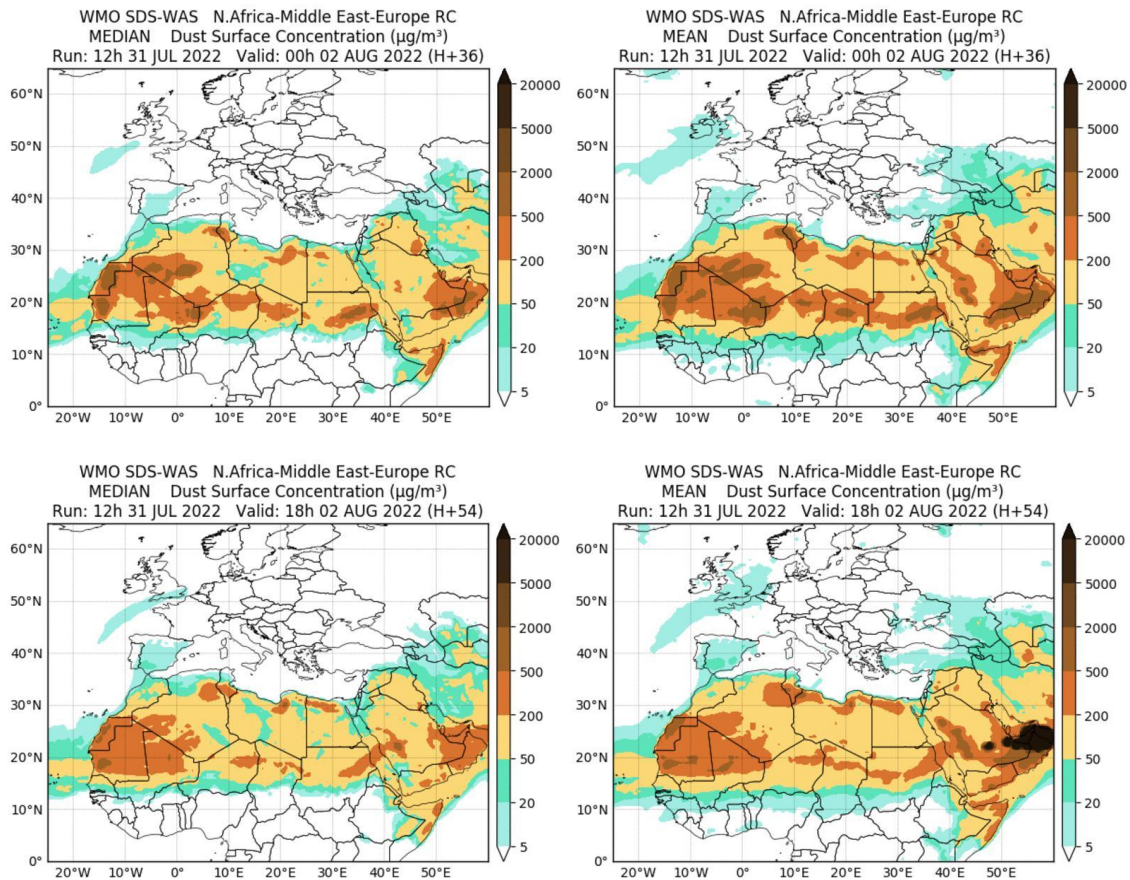 WMO SDS-WAS N.Africa-Middle East-Europe RC
MEDIAN Dust Surface Concentration (µg/m³)
Run: 12h 31 JUL 2022 Valid: 00h 02 AUG 2022 (H+36)
60°N
50°N
40°N
30°N
20°N
10°N
0°
20°W
10°W
0°
10°E
20°E
30°E
40°E
50°E
20000
5000
2000
500
200
50
20
5
WMO SDS-WAS N.Africa-Middle East-Europe RC
MEAN Dust Surface Concentration (µg/m³)
Run: 12h 31 JUL 2022 Valid: 00h 02 AUG 2022 (H+36)
60°N
50°N
40°N
30°N
20°N
10°N
0°
20°W
10°W
0°
10°E
20°E
30°E
40°E
50°E
20000
5000
2000
500
200
50
20
5
WMO SDS-WAS N.Africa-Middle East-Europe RC
MEDIAN Dust Surface Concentration (µg/m³)
Run: 12h 31 JUL 2022 Valid: 18h 02 AUG 2022 (H+54)
60°N
50°N
40°N
30°N
20°N
10°N
0°
20°W
10°W
0°
10°E
20°E
30°E
40°E
50°E
20000
5000
2000
500
200
50
20
5
WMO SDS-WAS N.Africa-Middle East-Europe RC
MEAN Dust Surface Concentration (µg/m³)
Run: 12h 31 JUL 2022 Valid: 18h 02 AUG 2022 (H+54)
60°N
50°N
40°N
30°N
20°N
10°N
0°
20°W
10°W
0°
10°E
20°E
30°E
40°E
50°E
20000
5000
2000
500
200
50
20
5